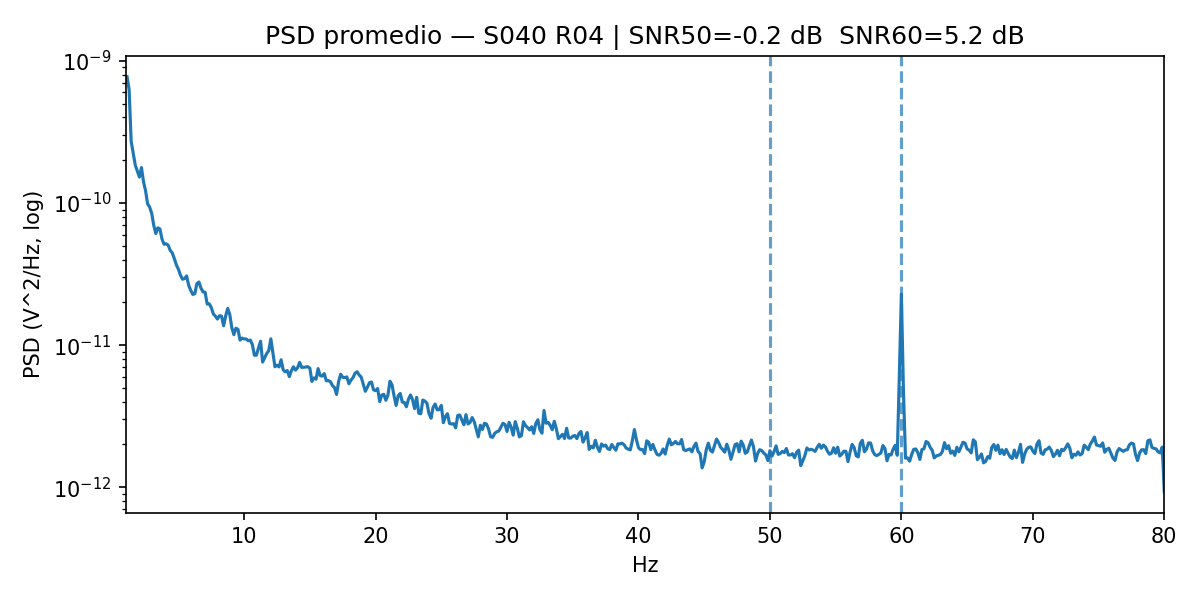 PSD promedio — S040 R04 | SNR50=-0.2 dB  SNR60=5.2 dB
PSD (V^2/Hz, log)
10⁻⁹
10⁻¹⁰
10⁻¹¹
10⁻¹²
10 20 30 40 50 60 70 80
Hz